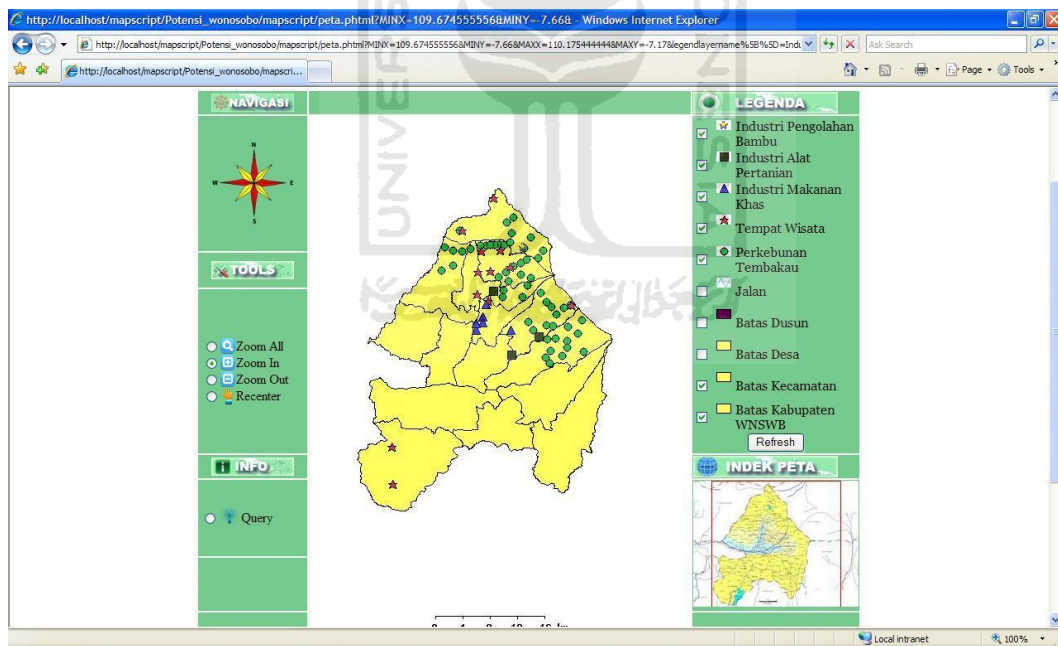 http://localhost/mapscript/Potensi_wonosobo/mapscript/peta.phtml?MINX=109.674555556&MINY=-7.66& - Windows Internet Explorer
http://localhost/mapscript/Potensi_wonosobo/mapscript/peta.phtml?MINX=109.674555556&MINY=-7.66&MAXX=110.175444444&MAXY=-7.17&legendlayername%5B%5D=Indu
Ask Search
http://localhost/mapscript/Potensi_wonosobo/mapscri...
Page
Tools
NAVIGASI
N
W
E
S
TOOLS
Zoom All
Zoom In
Zoom Out
Recenter
INFO
Query
LEGENDA
Industri Pengolahan
Bambu
Industri Alat
Pertanian
Industri Makanan
Khas
Tempat Wisata
Perkebunan
Tembakau
Jalan
Batas Dusun
Batas Desa
Batas Kecamatan
Batas Kabupaten
WNSWB
Refresh
INDEK PETA
Local intranet
100%